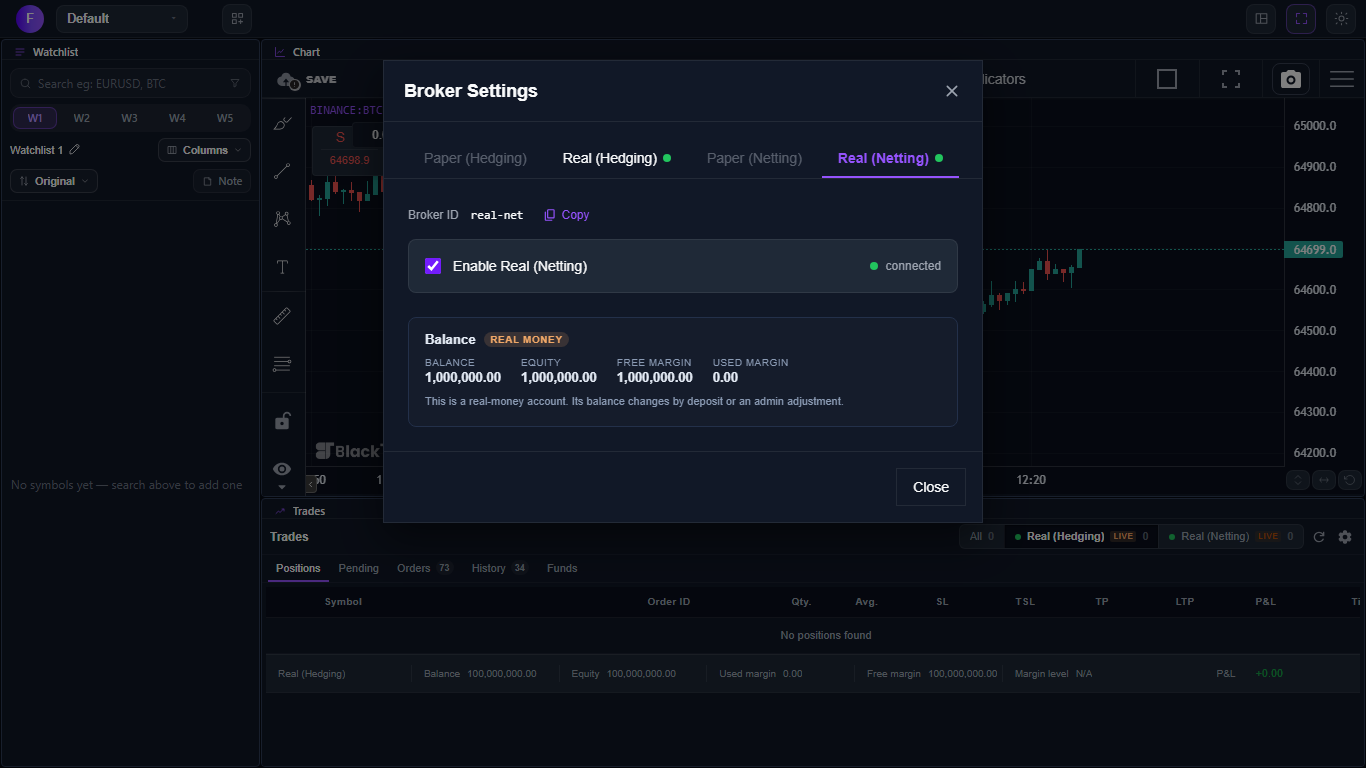 F
Default
Watchlist
Chart
Search eg: EURUSD, BTC
SAVE
dicators
W1 W2 W3 W4 W5
BINANCE:BTC
Watchlist 1
Columns
S
0.
64698.9
Original
Note
No symbols yet — search above to add one
Broker Settings
Paper (Hedging)
Real (Hedging)
Paper (Netting)
Real (Netting)
Broker ID real-net Copy
Enable Real (Netting)
connected
Balance REAL MONEY
BALANCE EQUITY FREE MARGIN USED MARGIN
1,000,000.00 1,000,000.00 1,000,000.00 0.00
This is a real-money account. Its balance changes by deposit or an admin adjustment.
Close
65000.0
64900.0
64800.0
64699.0
64600.0
64500.0
64400.0
64300.0
64200.0
12:20
Trades
Trades
All 0
Real (Hedging) LIVE 0
Real (Netting) LIVE 0
Positions Pending Orders 73 History 34 Funds
Symbol Order ID Qty. Avg. SL TSL TP LTP P&L Ti
No positions found
Real (Hedging) Balance 100,000,000.00 Equity 100,000,000.00 Used margin 0.00 Free margin 100,000,000.00 Margin level N/A P&L +0.00